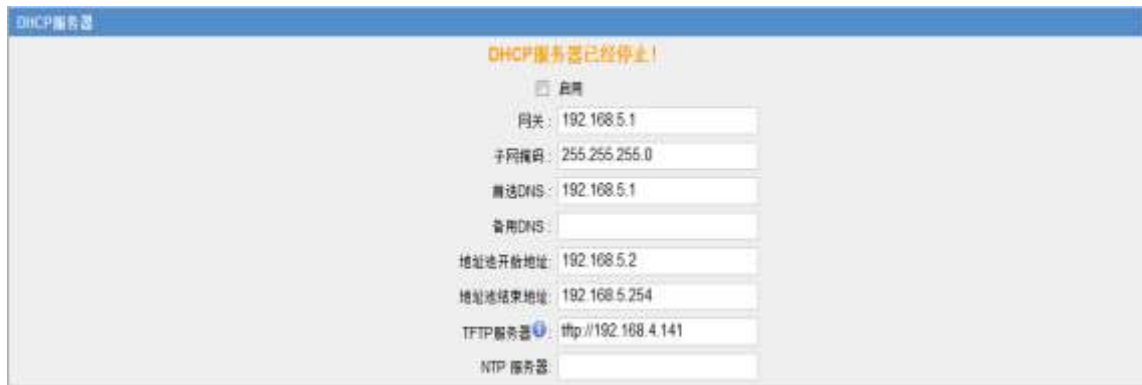 DHCP服务器
DHCP服务器已经停止!
启用
网关: 192.168.5.1
子网掩码: 255.255.255.0
首选DNS: 192.168.5.1
备用DNS:
地址池开始地址: 192.168.5.2
地址池结束地址: 192.168.5.254
TFTP服务器: tftp://192.168.4.141
NTP 服务器: